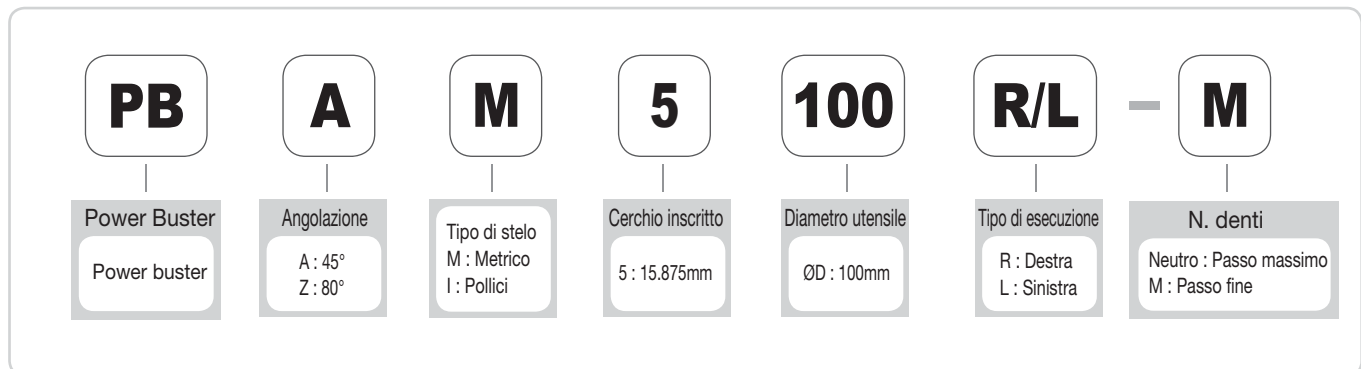 PB A M 5 100 R/L - M
Power Buster
Power buster
Angolazione
A : 45°
Z : 80°
Tipo di stelo
M : Metrico
I : Pollici
Cerchio inscritto
5 : 15.875mm
Diametro utensile
ØD : 100mm
Tipo di esecuzione
R : Destra
L : Sinistra
N. denti
Neutro : Passo massimo
M : Passo fine